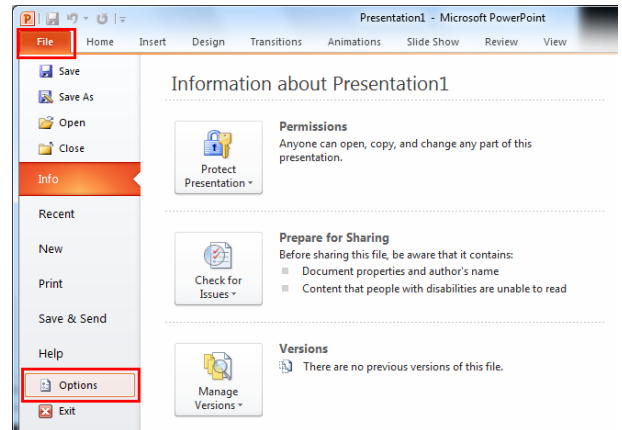 Presentation1 - Microsoft PowerPoint
File Home Insert Design Transitions Animations Slide Show Review View
Save
Save As
Open
Close
Info
Recent
New
Print
Save & Send
Help
Options
Exit
Information about Presentation1
Protect
Presentation
Permissions
Anyone can open, copy, and change any part of this
presentation.
Check for
Issues
Prepare for Sharing
Before sharing this file, be aware that it contains:
Document properties and author's name
Content that people with disabilities are unable to read
Manage
Versions
Versions
There are no previous versions of this file.